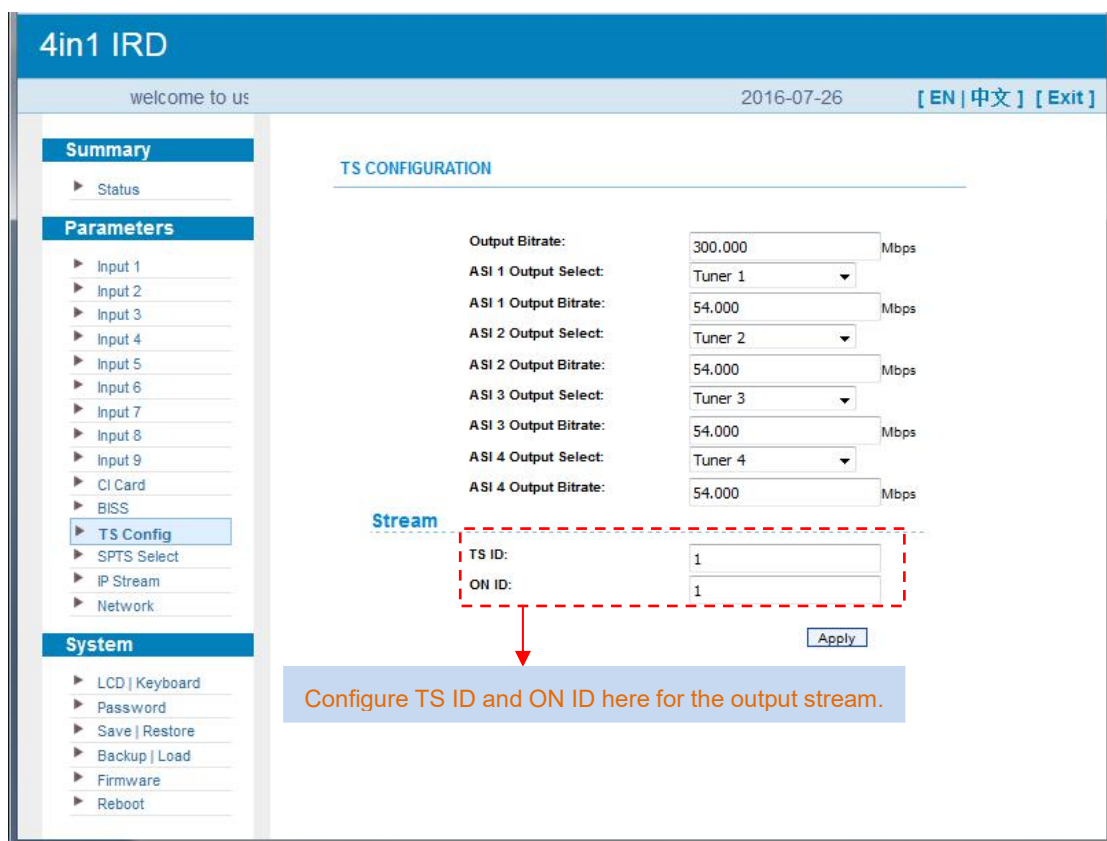 4in1 IRD
welcome to us
2016-07-26
[ EN | 中文 ] [ Exit ]
Summary
Status
Parameters
Input 1
Input 2
Input 3
Input 4
Input 5
Input 6
Input 7
Input 8
Input 9
CI Card
BISS
TS Config
SPTS Select
IP Stream
Network
System
LCD | Keyboard
Password
Save | Restore
Backup | Load
Firmware
Reboot
TS CONFIGURATION
Output Bitrate: 300.000 Mbps
ASI 1 Output Select: Tuner 1
ASI 1 Output Bitrate: 54.000 Mbps
ASI 2 Output Select: Tuner 2
ASI 2 Output Bitrate: 54.000 Mbps
ASI 3 Output Select: Tuner 3
ASI 3 Output Bitrate: 54.000 Mbps
ASI 4 Output Select: Tuner 4
ASI 4 Output Bitrate: 54.000 Mbps
Stream
TS ID: 1
ON ID: 1
Apply
Configure TS ID and ON ID here for the output stream.